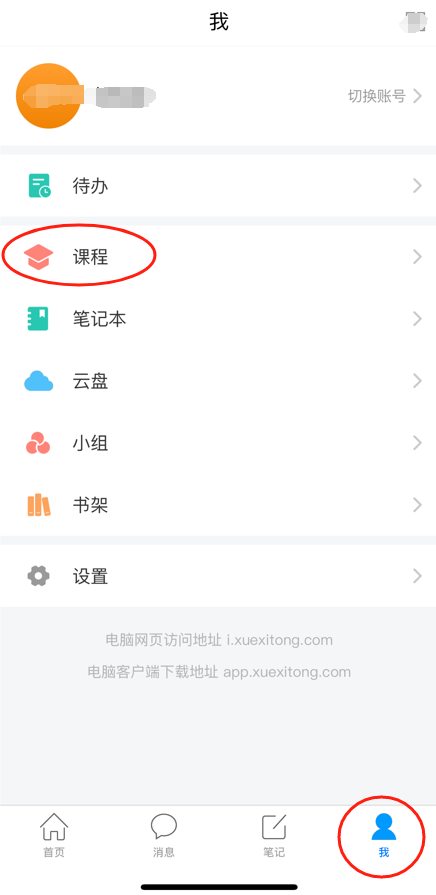 我
切换账号
待办
课程
笔记本
云盘
小组
书架
设置
电脑网页访问地址 i.xuexitong.com
电脑客户端下载地址 app.xuexitong.com
首页
消息
笔记
我